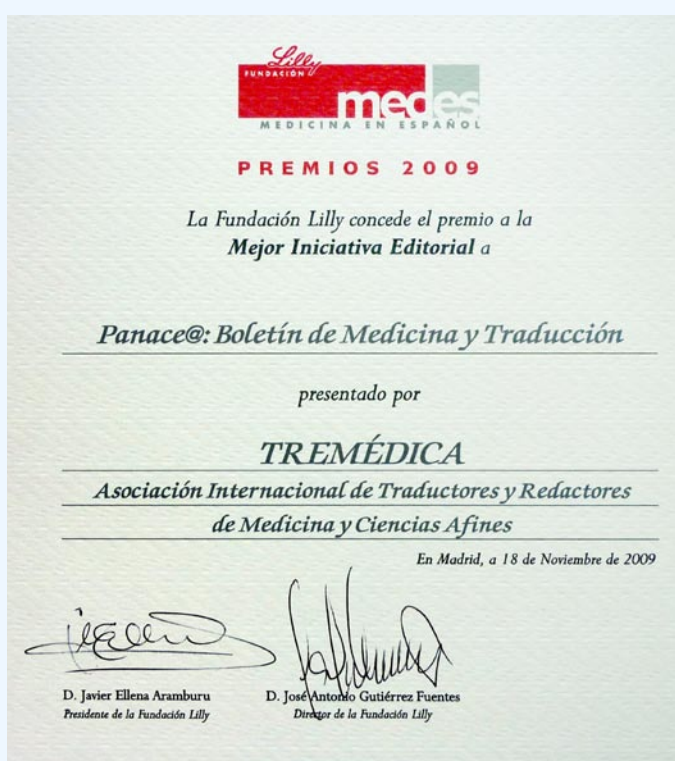 Lilly
FUNDACIÓN
medes
MEDICINA EN ESPAÑOL
PREMIOS 2009
La Fundación Lilly concede el premio a la
Mejor Iniciativa Editorial a
Panace@: Boletín de Medicina y Traducción
presentado por
TREMÉDICA
Asociación Internacional de Traductores y Redactores
de Medicina y Ciencias Afines
En Madrid, a 18 de Noviembre de 2009
D. Javier Ellena Aramburu
Presidente de la Fundación Lilly
D. José Antonio Gutiérrez Fuentes
Director de la Fundación Lilly